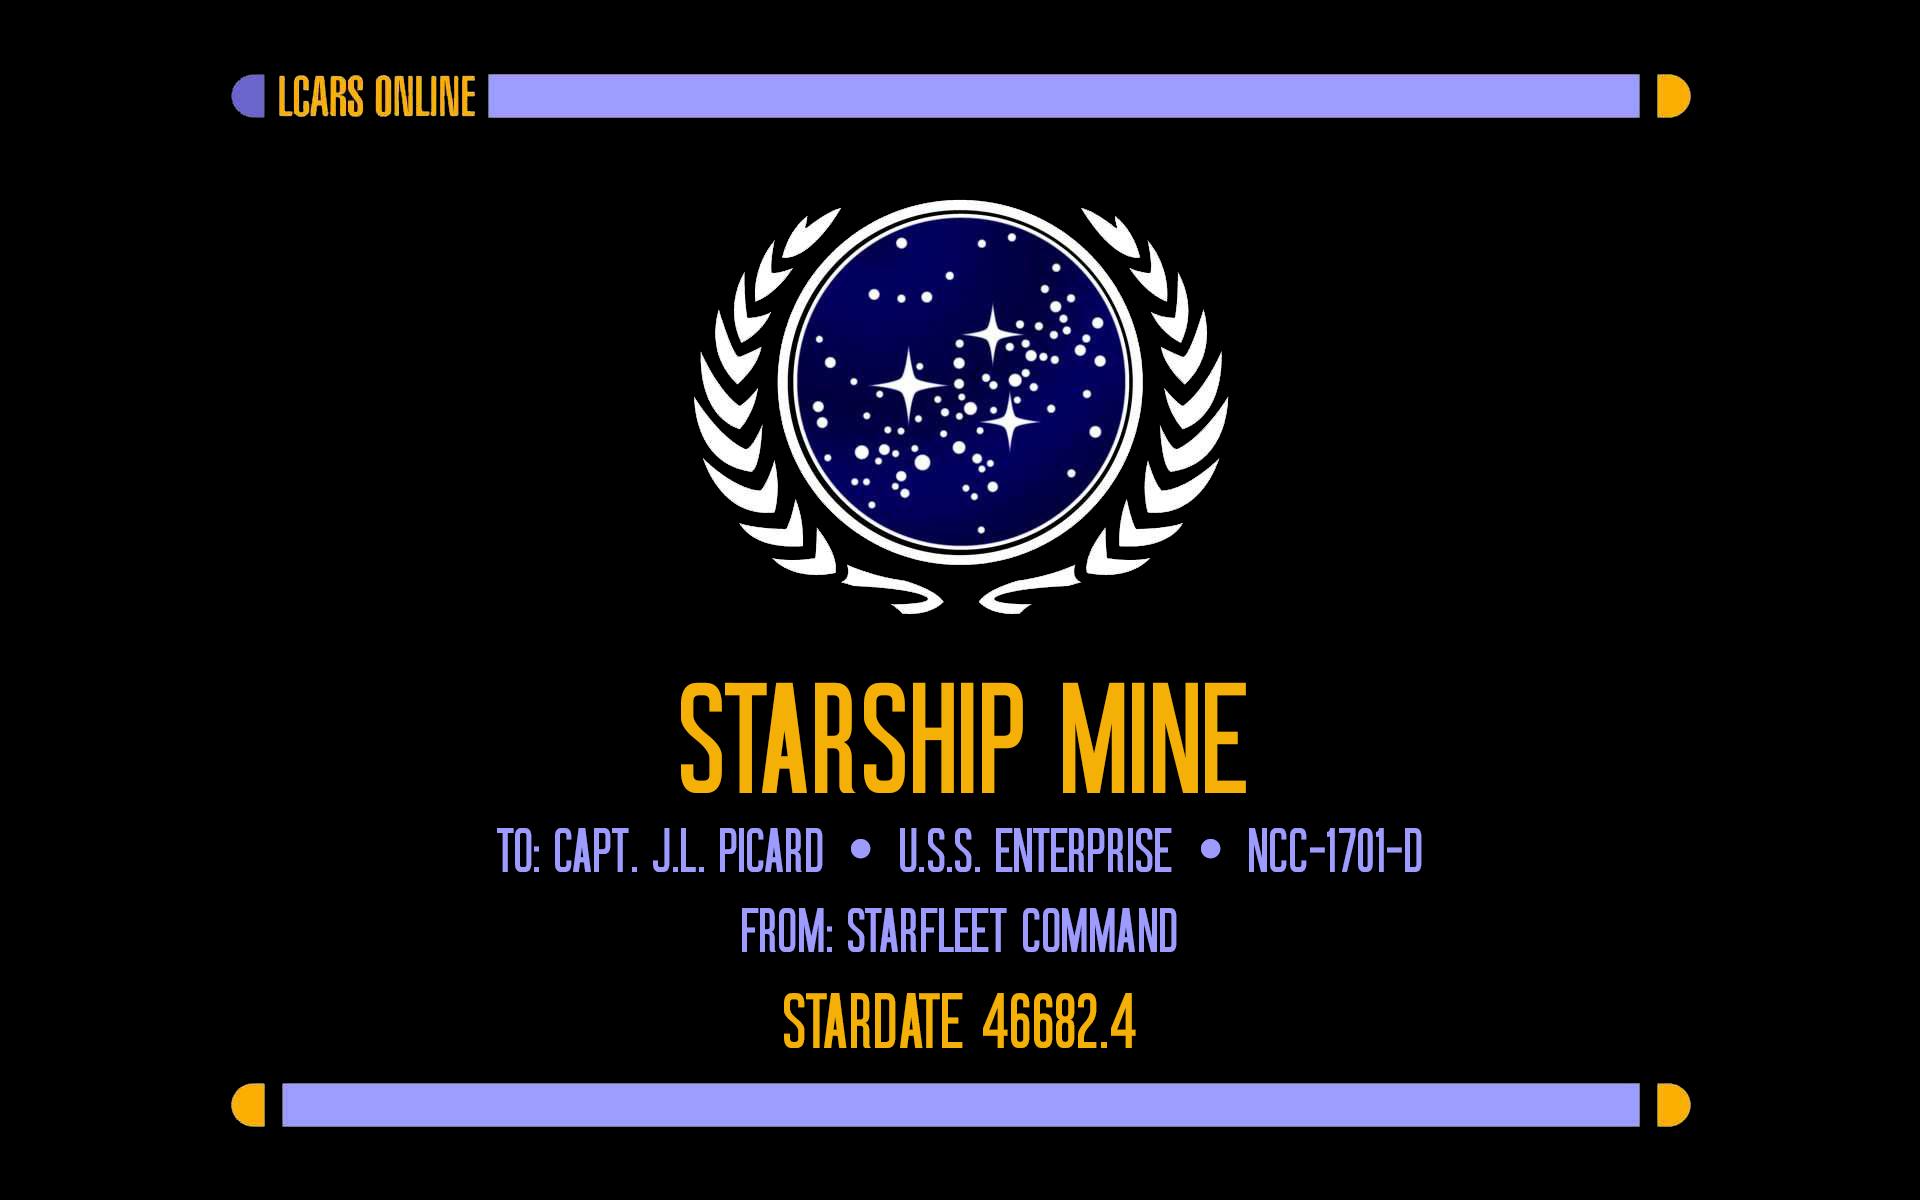 LCARS ONLINE
STARSHIP MINE
TO: CAPT. J.L. PICARD • U.S.S. ENTERPRISE • NCC-1701-D
FROM: STARFLEET COMMAND
STARDATE 46682.4